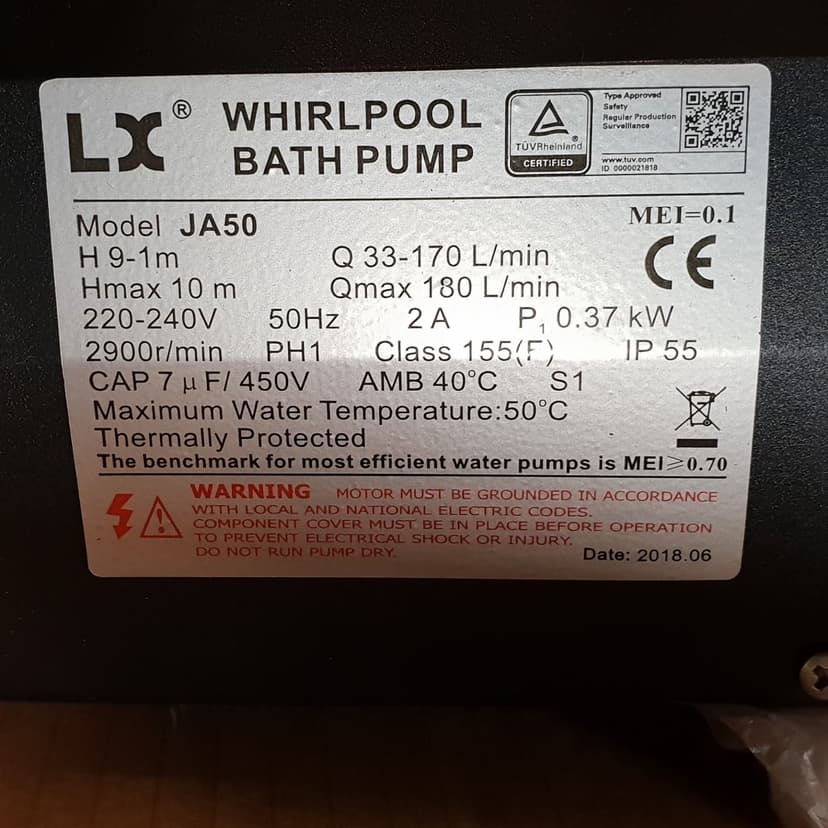 LX® WHIRLPOOL
BATH PUMP
TÜVRheinland®
CERTIFIED
Type Approved
Safety
Regular Production
Surveillance
www.tuv.com
ID 0000021818
Model JA50
MEI=0.1
H 9-1m Q 33-170 L/min
CE
Hmax 10 m Qmax 180 L/min
220-240V 50Hz 2 A P₁ 0.37 kW
2900r/min PH1 Class 155(F) IP 55
CAP 7 μF/ 450V AMB 40°C S1
Maximum Water Temperature:50°C
Thermally Protected
The benchmark for most efficient water pumps is MEI≥0.70
WARNING MOTOR MUST BE GROUNDED IN ACCORDANCE
WITH LOCAL AND NATIONAL ELECTRIC CODES.
COMPONENT COVER MUST BE IN PLACE BEFORE OPERATION
TO PREVENT ELECTRICAL SHOCK OR INJURY.
DO NOT RUN PUMP DRY.
Date: 2018.06